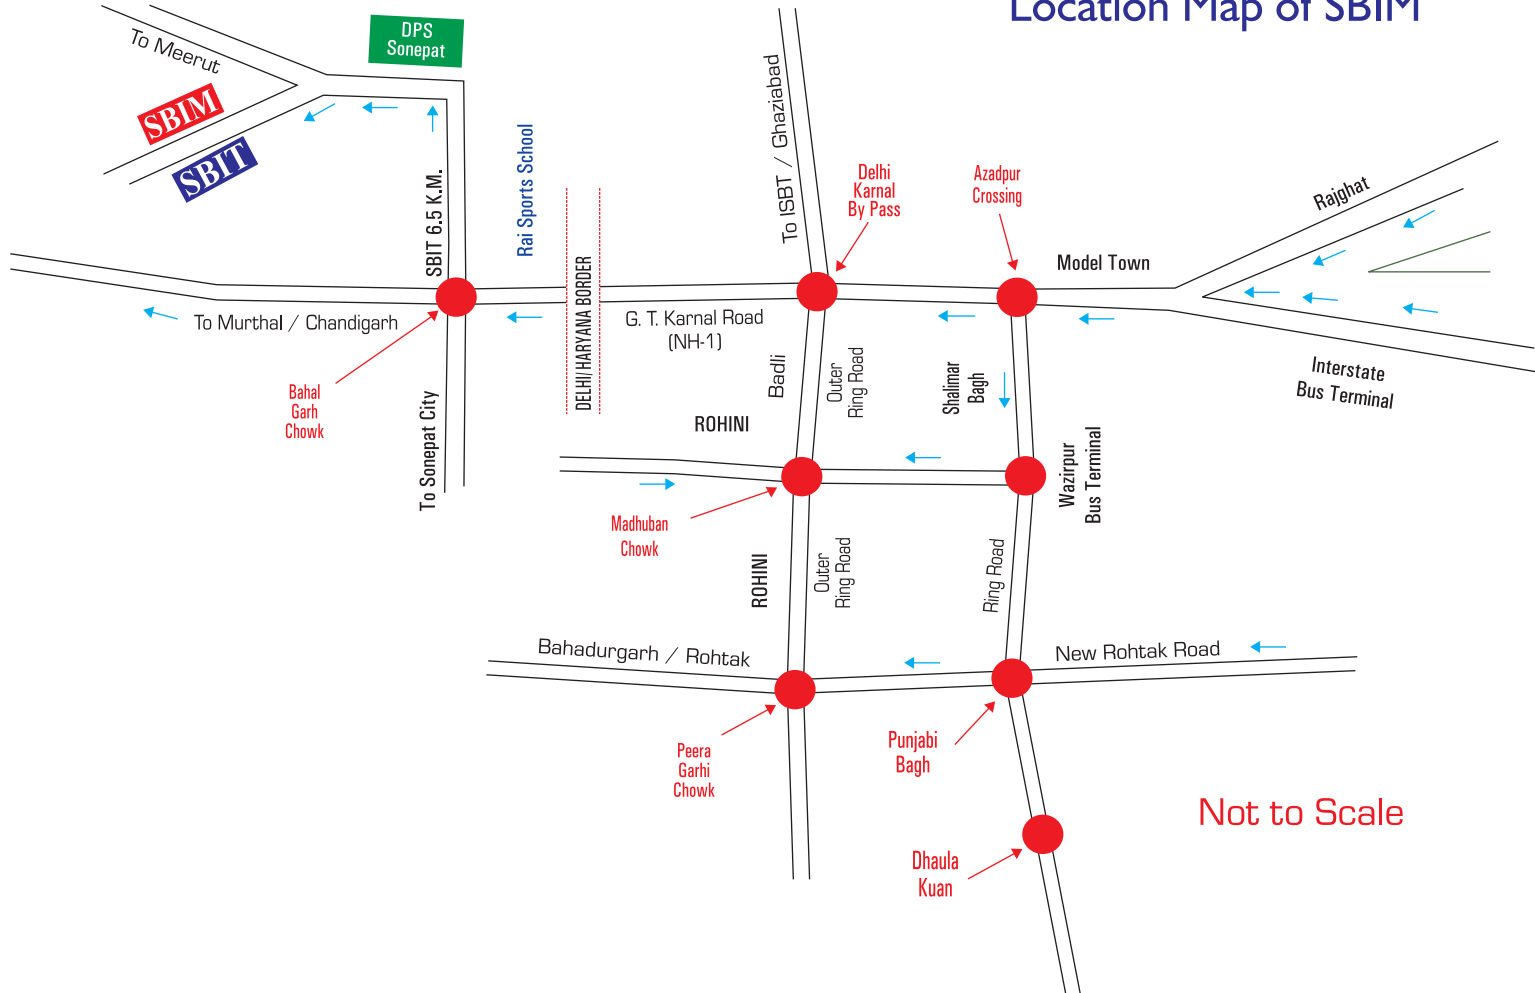 Location Map of SBIM
DPS
Sonepat
To Meerut
SBIM
SBIT
SBIT 6.5 K.M.
Rai Sports School
To ISBT / Ghaziabad
Delhi
Karnal
By Pass
Azadpur
Crossing
Rajghat
Model Town
To Murthal / Chandigarh
DELHI/HARYANA BORDER
G. T. Karnal Road
(NH-1)
Badli
Outer
Ring Road
Shalimar
Bagh
Interstate
Bus Terminal
Bahal
Garh
Chowk
To Sonepat City
ROHINI
Wazirpur
Bus Terminal
Madhuban
Chowk
ROHINI
Outer
Ring Road
Ring Road
Bahadurgarh / Rohtak
New Rohtak Road
Peera
Garhi
Chowk
Punjabi
Bagh
Not to Scale
Dhaula
Kuan